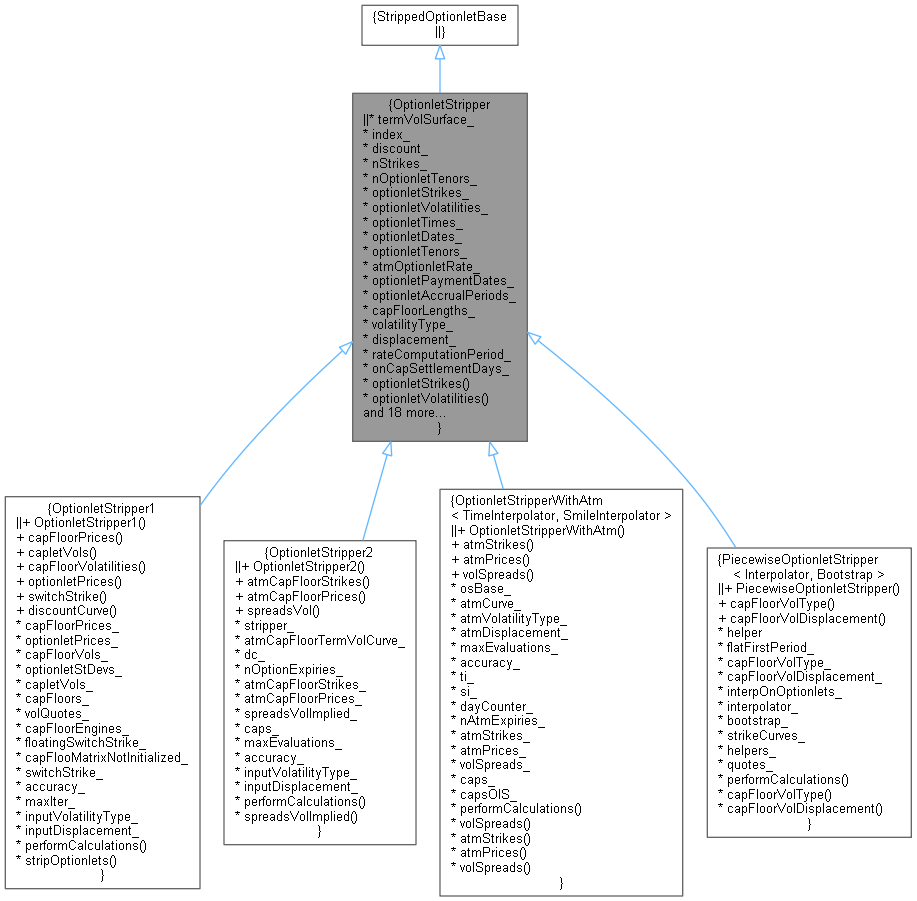 {StrippedOptionletBase
||}
{OptionletStripper
||* termVolSurface_
* index_
* discount_
* nStrikes_
* nOptionletTenors_
* optionletStrikes_
* optionletVolatilities_
* optionletTimes_
* optionletDates_
* optionletTenors_
* atmOptionletRate_
* optionletPaymentDates_
* optionletAccrualPeriods_
* capFloorLengths_
* volatilityType_
* displacement_
* rateComputationPeriod_
* onCapSettlementDays_
* optionletStrikes()
* optionletVolatilities()
and 18 more...
}
{OptionletStripper1
||+ OptionletStripper1()
+ capFloorPrices()
+ capletVols()
+ capFloorVolatilities()
+ optionletPrices()
+ switchStrike()
+ discountCurve()
* capFloorPrices_
* optionletPrices_
* capFloorVols_
* optionletStDevs_
* capletVols_
* capFloors_
* volQuotes_
* capFloorEngines_
* floatingSwitchStrike_
* capFlooMatrixNotInitialized_
* switchStrike_
* accuracy_
* maxIter_
* inputVolatilityType_
* inputDisplacement_
* performCalculations()
* stripOptionlets()
}
{OptionletStripper2
||+ OptionletStripper2()
+ atmCapFloorStrikes()
+ atmCapFloorPrices()
+ spreadsVol()
* stripper_
* atmCapFloorTermVolCurve_
* dc_
* nOptionExpiries_
* atmCapFloorStrikes_
* atmCapFloorPrices_
* spreadsVolImplied_
* caps_
* maxEvaluations_
* accuracy_
* inputVolatilityType_
* inputDisplacement_
* performCalculations()
* spreadsVolImplied()
}
{OptionletStripperWithAtm
< TimeInterpolator, SmileInterpolator >
||+ OptionletStripperWithAtm()
+ atmStrikes()
+ atmPrices()
+ volSpreads()
* osBase_
* atmCurve_
* atmVolatilityType_
* atmDisplacement_
* maxEvaluations_
* accuracy_
* ti_
* si_
* dayCounter_
* nAtmExpiries_
* atmStrikes_
* atmPrices_
* volSpreads_
* caps_
* capsOIS_
* performCalculations()
* volSpreads()
* atmStrikes()
* atmPrices()
* volSpreads()
}
{PiecewiseOptionletStripper
< Interpolator, Bootstrap >
||+ PiecewiseOptionletStripper()
+ capFloorVolType()
+ capFloorVolDisplacement()
* helper
* flatFirstPeriod_
* capFloorVolType_
* capFloorVolDisplacement_
* interpOnOptionlets_
* interpolator_
* bootstrap_
* strikeCurves_
* helpers_
* quotes_
* performCalculations()
* capFloorVolType()
* capFloorVolDisplacement()
}